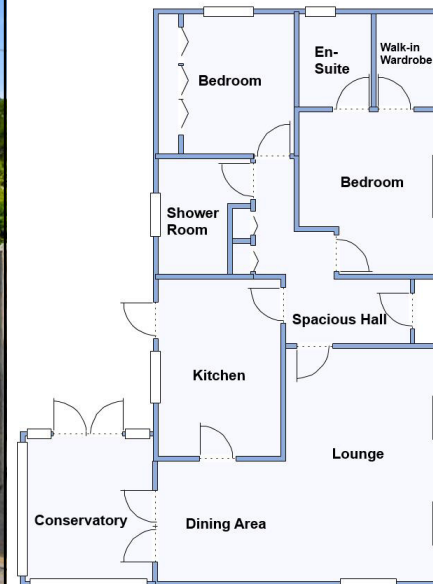 En-
Suite
Walk-in
Wardrobe
Bedroom
Bedroom
Shower
Room
Spacious Hall
Kitchen
Lounge
Conservatory
Dining Area